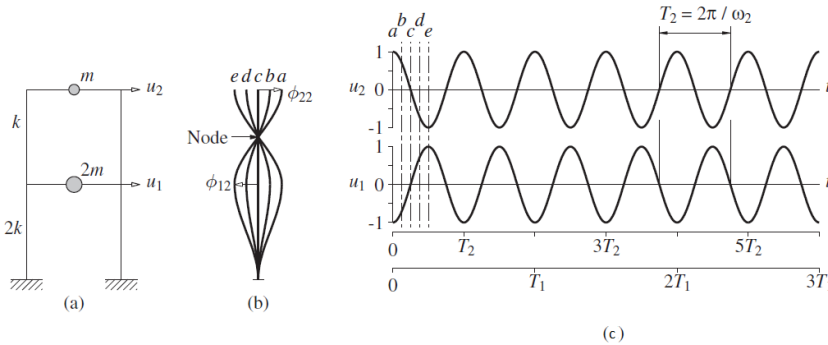 m
u₂
k
2m
u₁
2k
(a)
e d c b a
ϕ₂₂
Node
ϕ₁₂
(b)
a b c d e
T₂ = 2π / ω₂
1
u₂ 0
-1
t
1
u₁ 0
-1
t
0 T₂ 3T₂ 5T₂
0 T₁ 2T₁ 3T
(c)